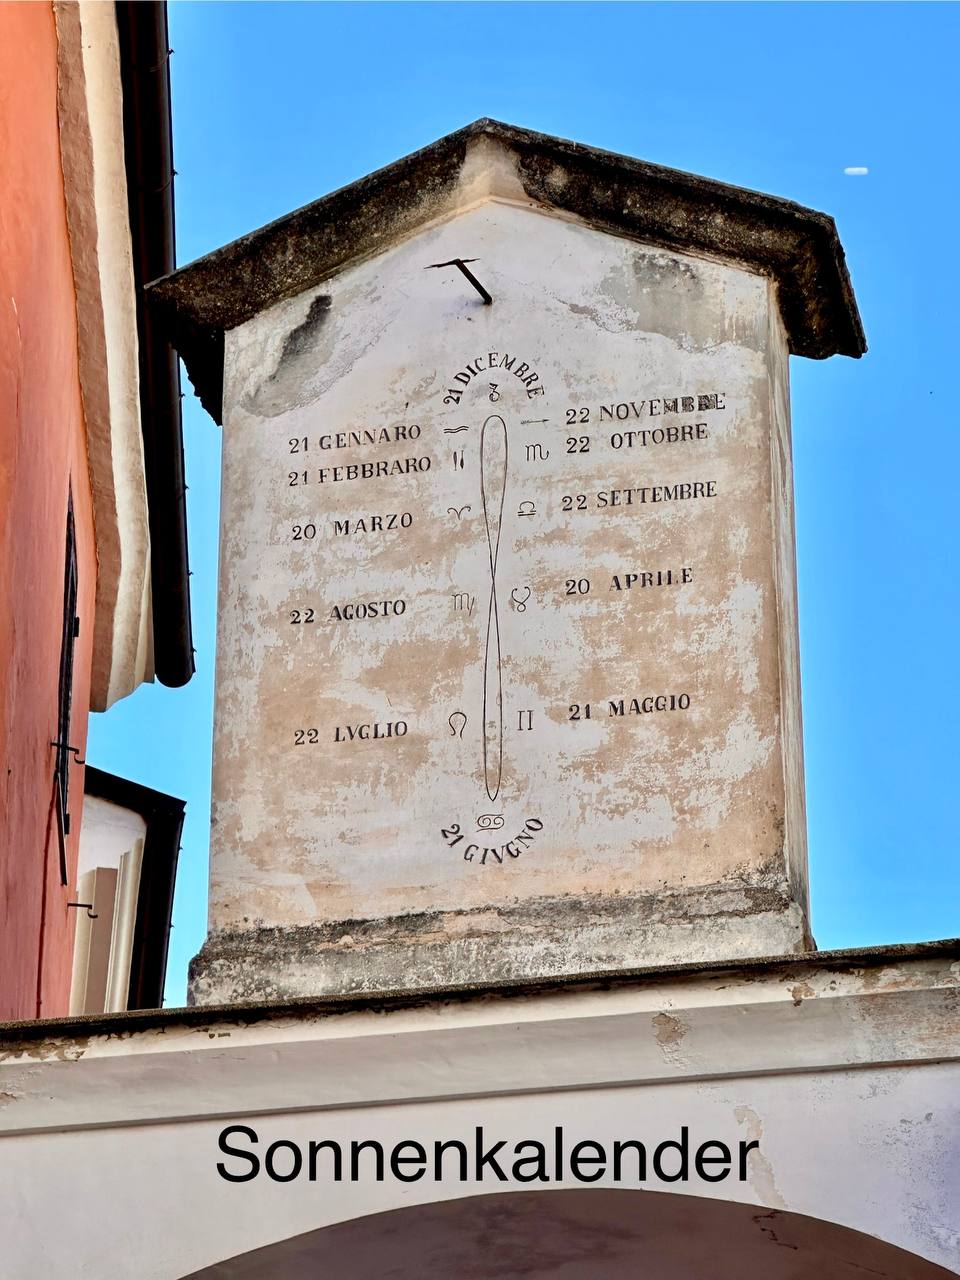 21 DICEMBRE
22 NOVEMBRE
21 GENNARO
22 OTTOBRE
21 FEBBRARO
22 SETTEMBRE
20 MARZO
20 APRILE
22 AGOSTO
21 MAGGIO
22 LVGLIO
21 GIVGNO
Sonnenkalender